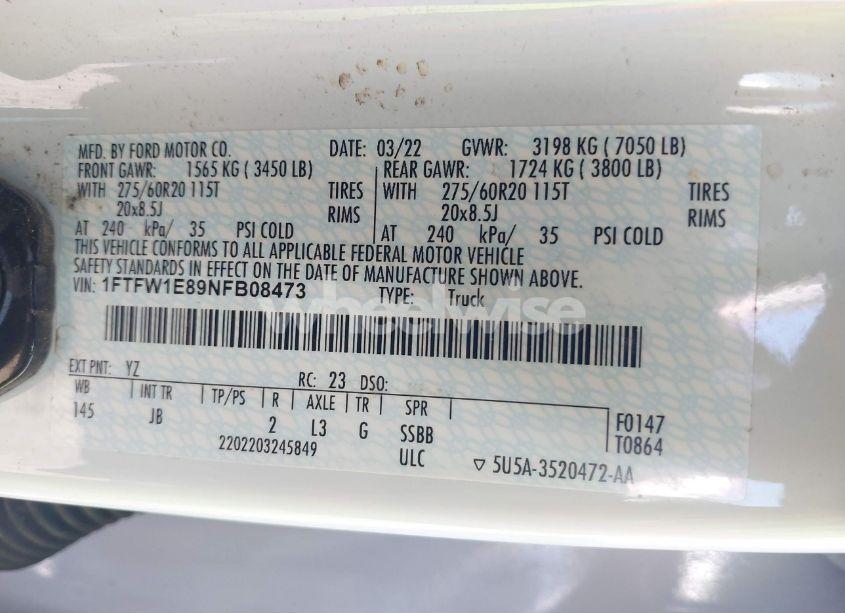 MFD. BY FORD MOTOR CO. DATE: 03/22 GVWR: 3198 KG ( 7050 LB)
FRONT GAWR: 1565 KG ( 3450 LB) REAR GAWR: 1724 KG ( 3800 LB)
WITH 275/60R20 115T TIRES WITH 275/60R20 115T TIRES
20x8.5J RIMS 20x8.5J RIMS
AT 240 kPa/ 35 PSI COLD AT 240 kPa/ 35 PSI COLD
THIS VEHICLE CONFORMS TO ALL APPLICABLE FEDERAL MOTOR VEHICLE
SAFETY STANDARDS IN EFFECT ON THE DATE OF MANUFACTURE SHOWN ABOVE.
VIN: 1FTFW1E89NFB08473 TYPE: Truck
wheelwise
EXT PNT: YZ RC: 23 DSO:
WB INT TR TP/PS R AXLE TR SPR
145 JB 2 L3 G SSBB F0147
2202203245849 ULC T0864
5U5A-3520472-AA